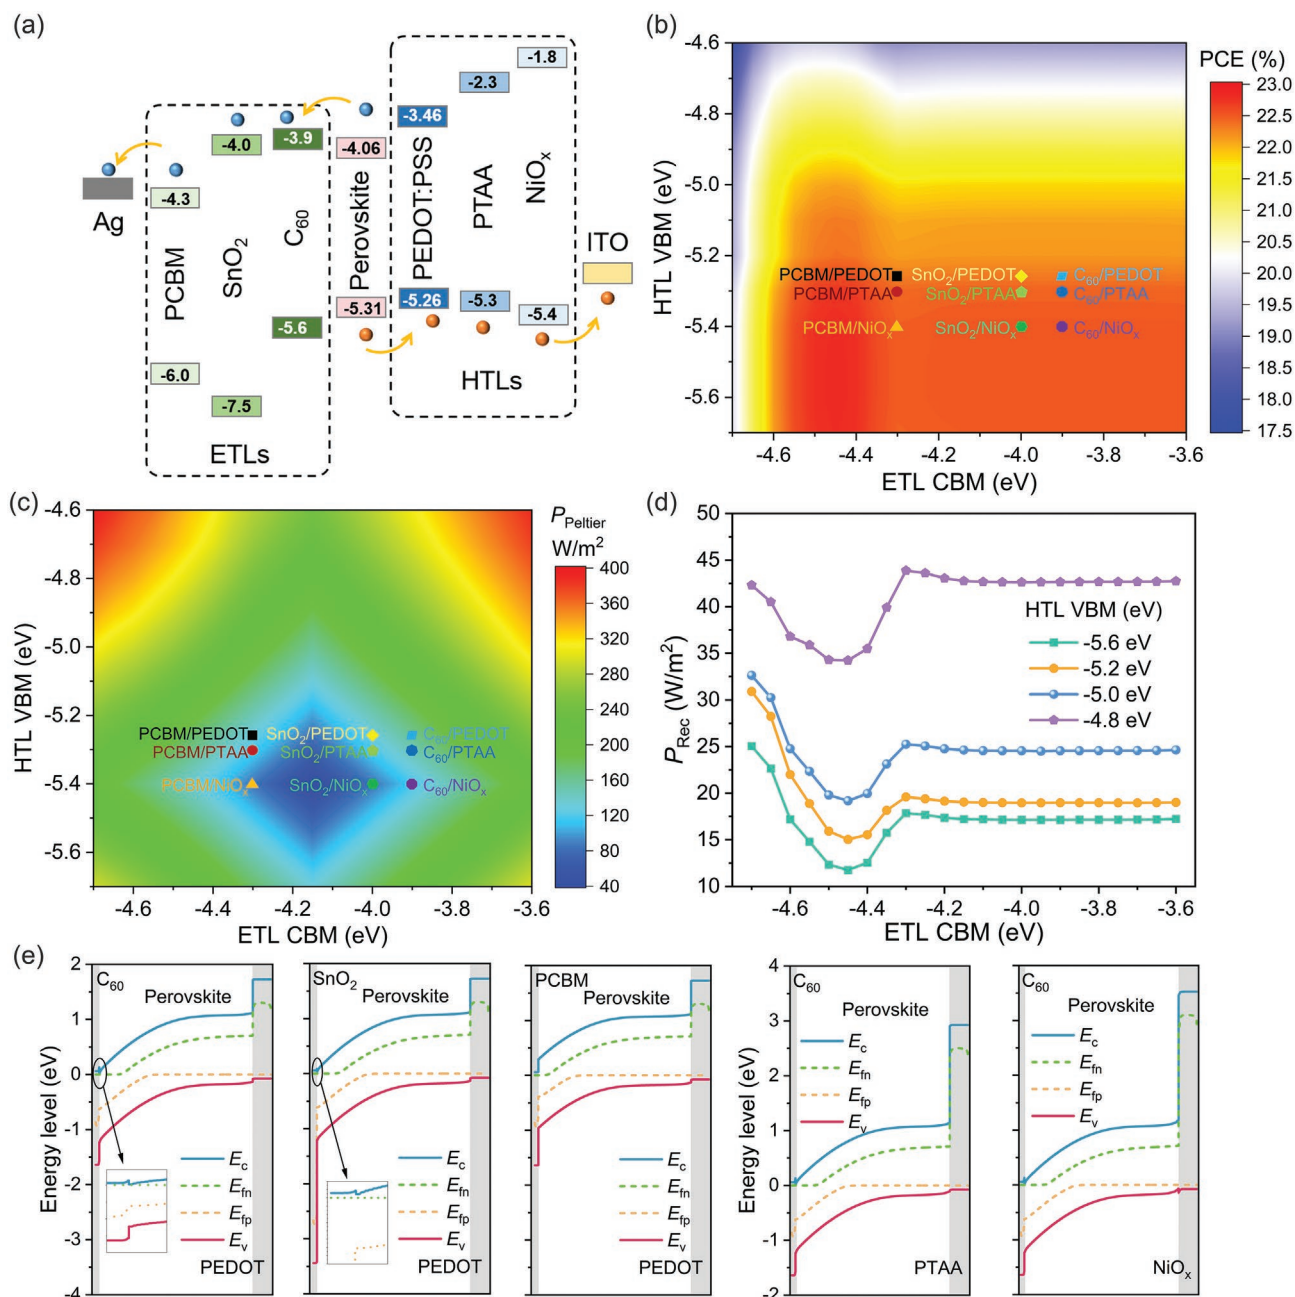 (a)
-1.8
-2.3
-3.46
-3.9
-4.0
-4.06
-4.3
Ag
PCBM
SnO2
C60
Perovskite
PEDOT:PSS
PTAA
NiOx
ITO
-5.26
-5.3
-5.31
-5.4
-5.6
-6.0
-7.5
HTLs
ETLs
(b)
PCE (%)
HTL VBM (eV)
-4.6
-4.8
-5.0
-5.2
-5.4
-5.6
PCBM/PEDOT
SnO2/PEDOT
C60/PEDOT
PCBM/PTAA
SnO2/PTAA
C60/PTAA
PCBM/NiOx
SnO2/NiOx
C60/NiOx
-4.6
-4.4
-4.2
-4.0
-3.8
-3.6
ETL CBM (eV)
23.0
22.5
22.0
21.5
21.0
20.5
20.0
19.5
19.0
18.5
18.0
17.5
(c)
PPeltier
W/m²
HTL VBM (eV)
-4.6
-4.8
-5.0
-5.2
-5.4
-5.6
PCBM/PEDOT
SnO2/PEDOT
C60/PEDOT
PCBM/PTAA
SnO2/PTAA
C60/PTAA
PCBM/NiOx
SnO2/NiOx
C60/NiOx
-4.6
-4.4
-4.2
-4.0
-3.8
-3.6
ETL CBM (eV)
400
360
320
280
240
200
160
120
80
40
(d)
PRec (W/m²)
50
45
40
35
30
25
20
15
10
HTL VBM (eV)
-5.6 eV
-5.2 eV
-5.0 eV
-4.8 eV
-4.6
-4.4
-4.2
-4.0
-3.8
-3.6
ETL CBM (eV)
(e)
Energy level (eV)
2
1
0
-1
-2
-3
-4
C60
Perovskite
Ec
Efn
Efp
Ev
PEDOT
SnO2
Perovskite
Ec
Efn
Efp
Ev
PEDOT
PCBM
Perovskite
Ec
Efn
Efp
Ev
PEDOT
Energy level (eV)
4
3
2
1
0
-1
-2
C60
Perovskite
Ec
Efn
Efp
Ev
PTAA
C60
Perovskite
Ec
Efn
Efp
Ev
NiOx